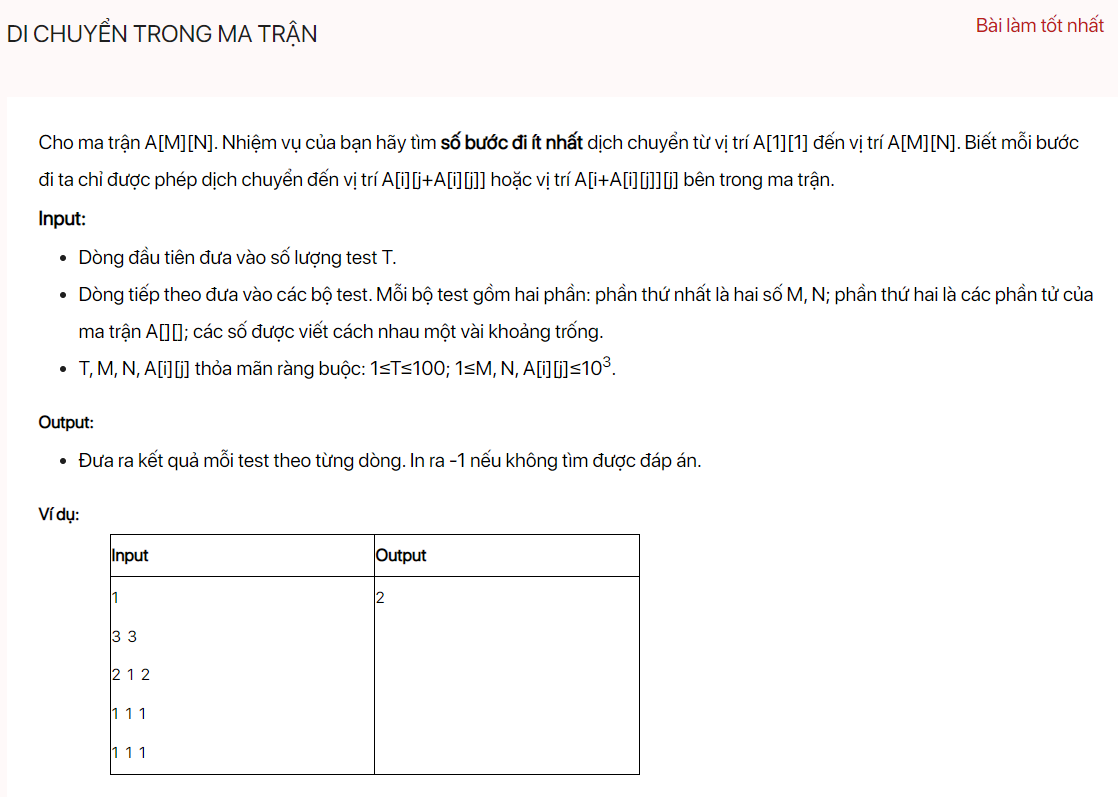 DI CHUYỂN TRONG MA TRẬN
Bài làm tốt nhất
Cho ma trận A[M][N]. Nhiệm vụ của bạn hãy tìm số bước đi ít nhất dịch chuyển từ vị trí A[1][1] đến vị trí A[M][N]. Biết mỗi bước
đi ta chỉ được phép dịch chuyển đến vị trí A[i][j+A[i][j]] hoặc vị trí A[i+A[i][j]][j] bên trong ma trận.
Input:
• Dòng đầu tiên đưa vào số lượng test T.
• Dòng tiếp theo đưa vào các bộ test. Mỗi bộ test gồm hai phần: phần thứ nhất là hai số M, N; phần thứ hai là các phần tử của
ma trận A[][]; các số được viết cách nhau một vài khoảng trống.
• T, M, N, A[i][j] thỏa mãn ràng buộc: 1≤T≤100; 1≤M, N, A[i][j]≤10³.
Output:
• Đưa ra kết quả mỗi test theo từng dòng. In ra -1 nếu không tìm được đáp án.
Ví dụ:
Input Output
1 2
3 3
2 1 2
1 1 1
1 1 1